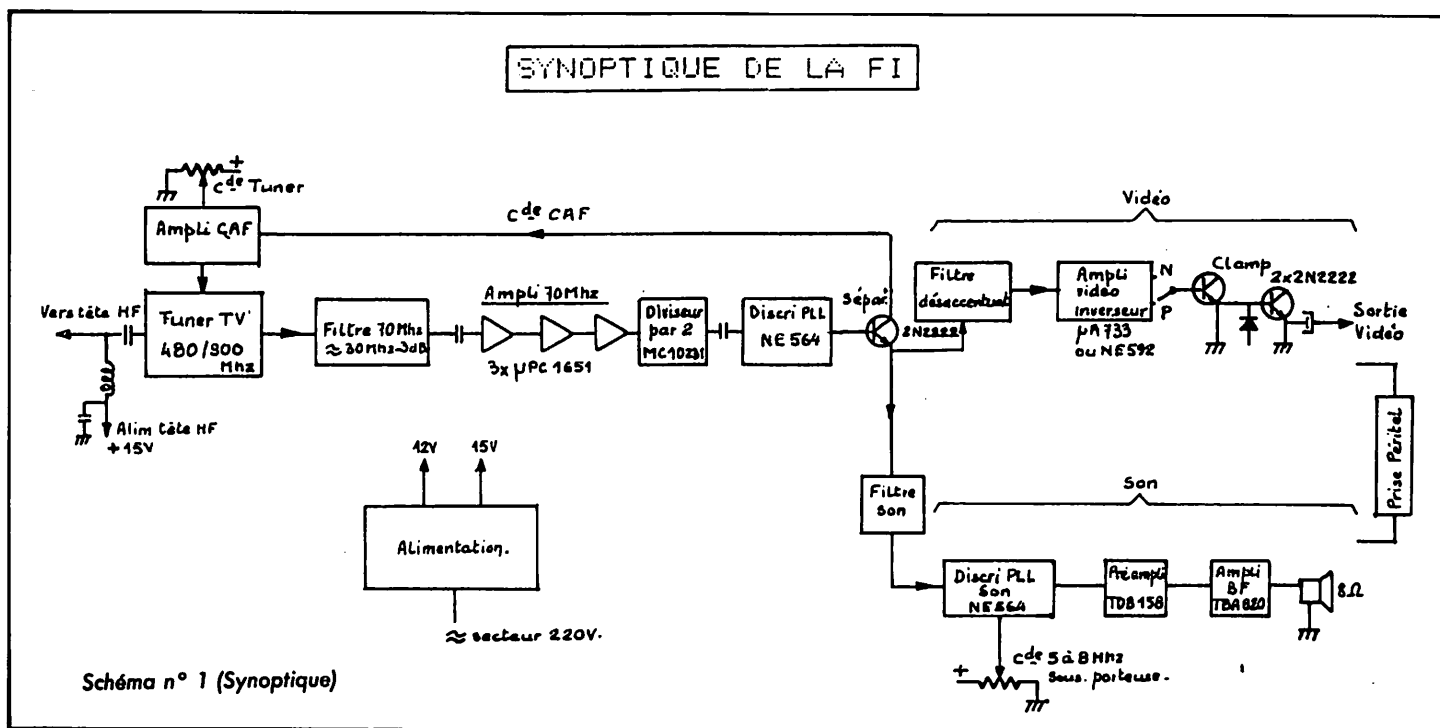 SYNOPTIQUE DE LA FI
+
Cde Tuner
Ampli CAF
Cde CAF
Vers tête HF
Tuner TV
480/900
Mhz
Alim tête HF
+15V
Filtre 70Mhz
≈ 30Mhz-3dB
Ampli 70Mhz
3x µPC 1651
Diviseur
par 2
MC10231
Discri PLL
NE 564
Sépar.
2N2222
Vidéo
Filtre
désaccentuat
Ampli
vidéo
inverseur
µA733
ou NE592
N
P
Clamp
2x2N2222
Sortie
Vidéo
Prise Péritel
12V
15V
Alimentation.
≈ secteur 220V.
Filtre
Son
Son
Discri PLL
Son
NE564
Préampli
TDB158
Ampli
BF
TBA820
8Ω
Cde 5 à 8 Mhz
Sous. porteuse.
+
Schéma n° 1 (Synoptique)